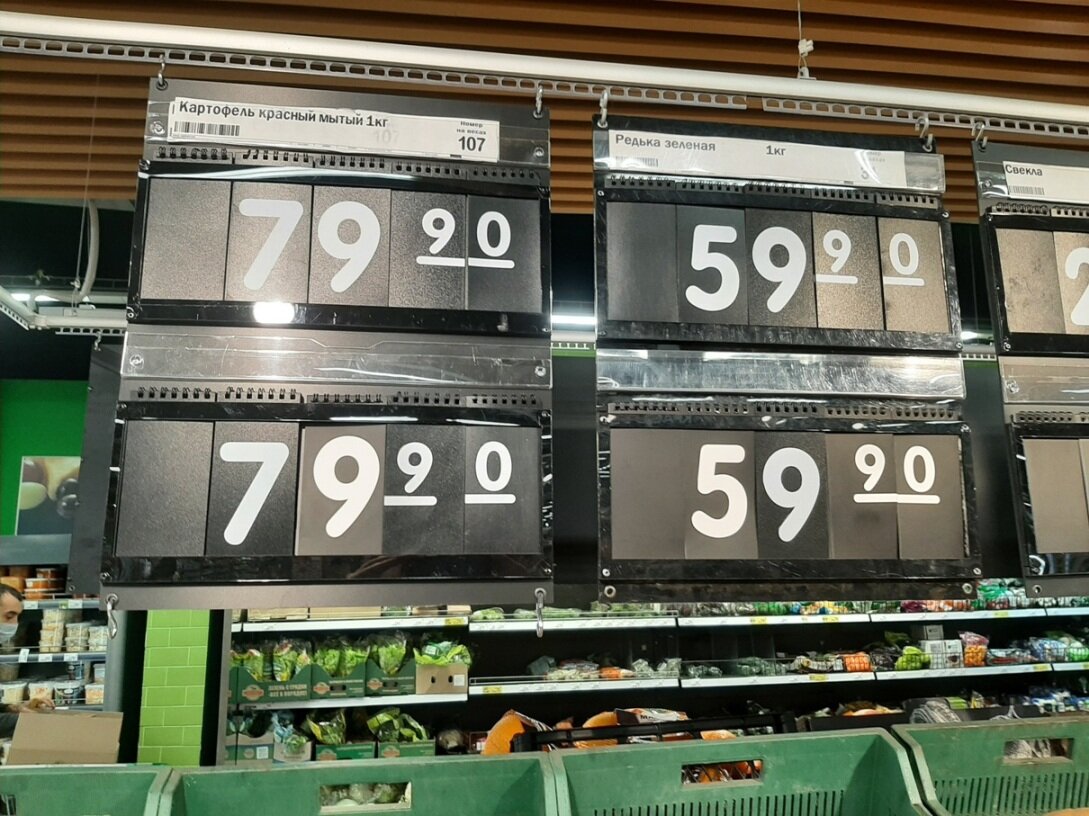 Картофель красный мытый 1кг
Номер
на весах
107
79 90
79 90
Редька зеленая 1кг
59 90
59 90
Свекла
2